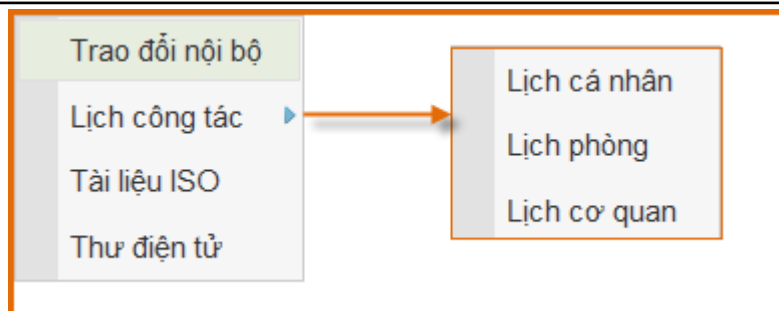 Trao đổi nội bộ
Lịch công tác
Tài liệu ISO
Thư điện tử
Lịch cá nhân
Lịch phòng
Lịch cơ quan